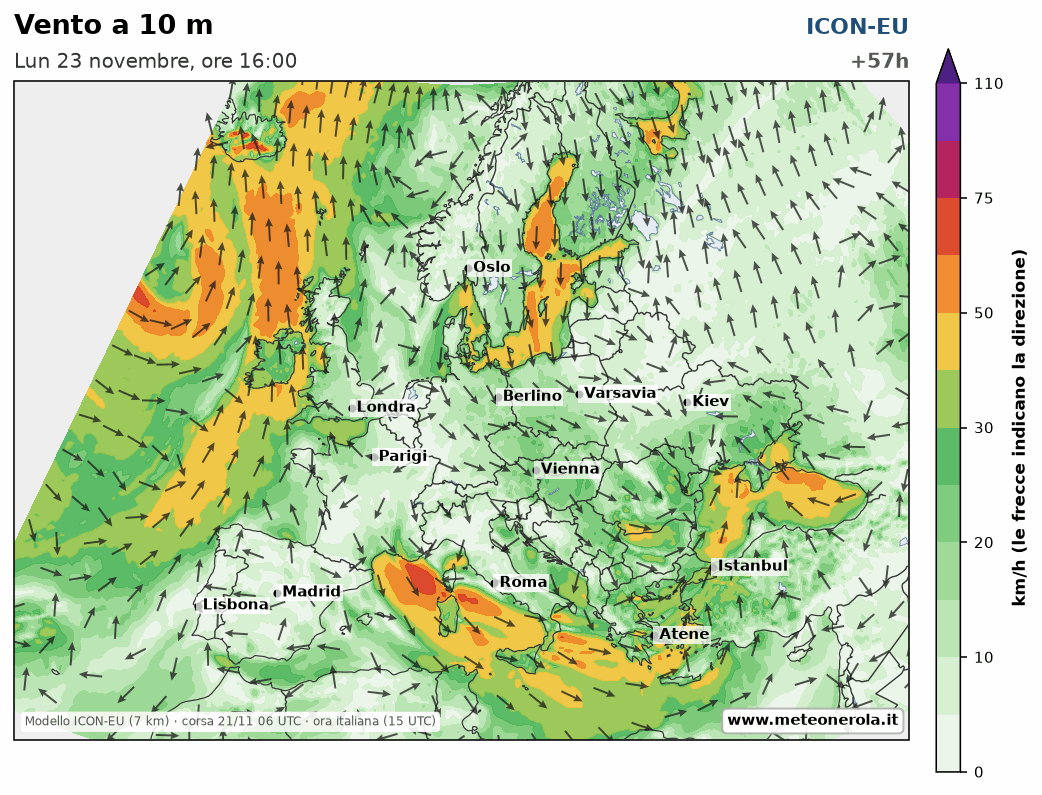 Vento a 10 m
ICON-EU
Lun 23 novembre, ore 16:00
+57h
110
75
50
30
20
10
0
km/h (le frecce indicano la direzione)
Oslo
Berlino
Varsavia
Kiev
Londra
Parigi
Vienna
Istanbul
Roma
Madrid
Lisbona
Atene
Modello ICON-EU (7 km) · corsa 21/11 06 UTC · ora italiana (15 UTC)
www.meteonerola.it